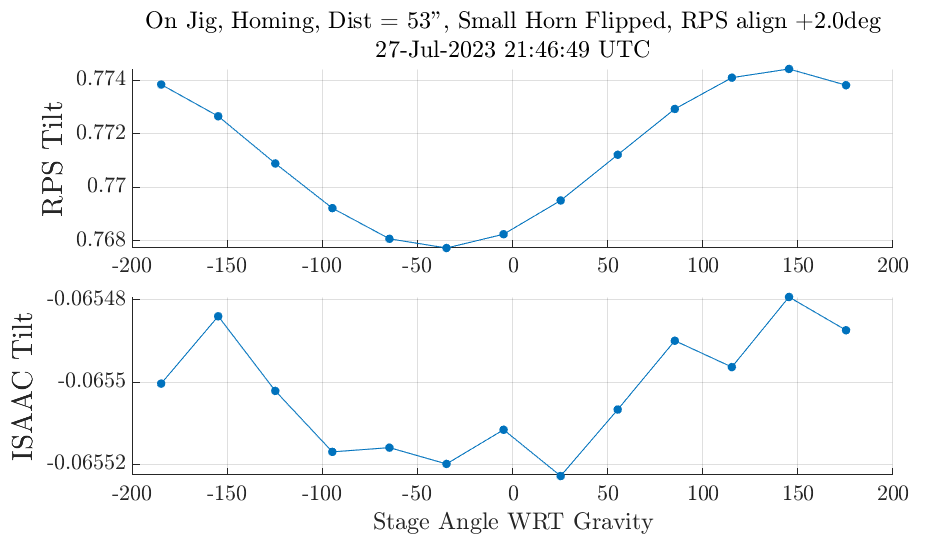 On Jig, Homing, Dist = 53", Small Horn Flipped, RPS align +2.0deg
27-Jul-2023 21:46:49 UTC
RPS Tilt
0.774
0.772
0.77
0.768
-200 -150 -100 -50 0 50 100 150 200
ISAAC Tilt
-0.06548
-0.0655
-0.06552
-200 -150 -100 -50 0 50 100 150 200
Stage Angle WRT Gravity